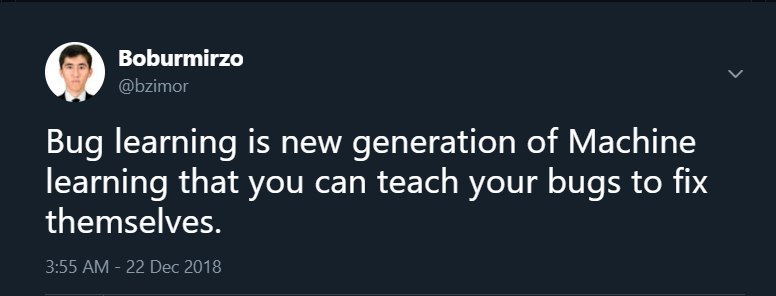 Boburmirzo
@bzimor
Bug learning is new generation of Machine
learning that you can teach your bugs to fix
themselves.
3:55 AM - 22 Dec 2018